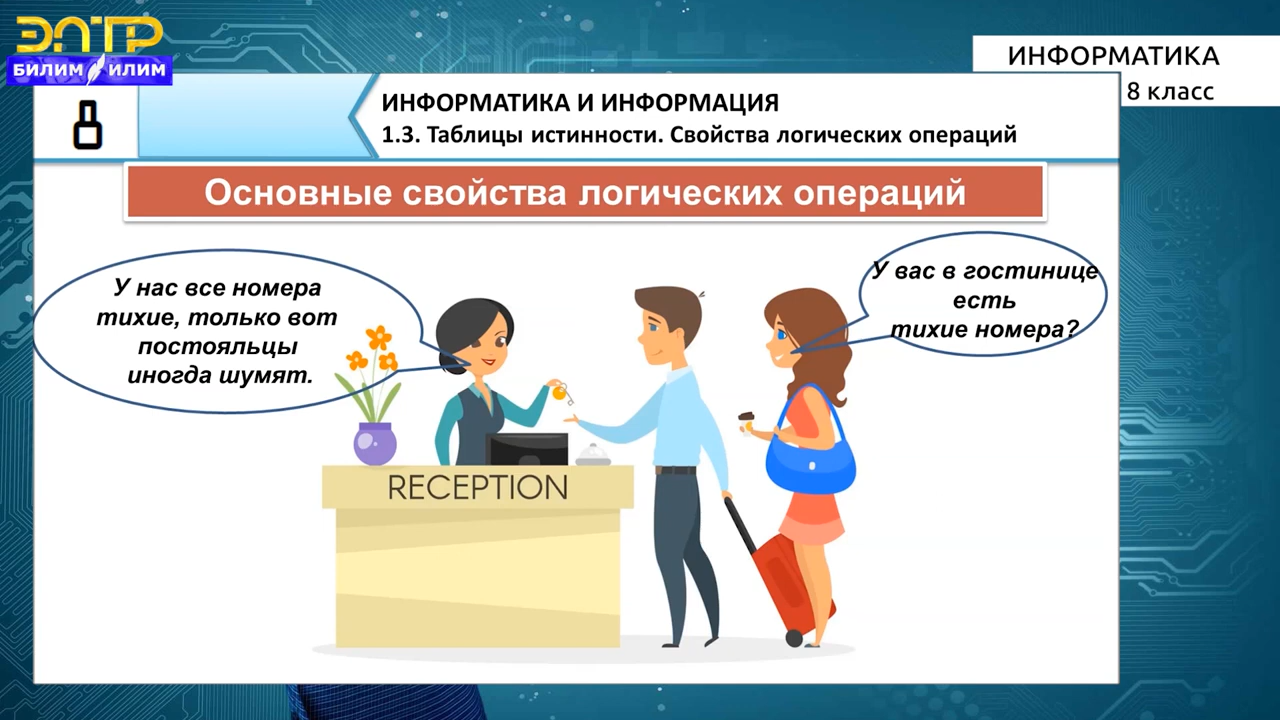 ЭЛТР
БИЛИМ ИЛИМ
ИНФОРМАТИКА
8 класс
8
ИНФОРМАТИКА И ИНФОРМАЦИЯ
1.3. Таблицы истинности. Свойства логических операций
Основные свойства логических операций
У нас все номера
тихие, только вот
постояльцы
иногда шумят.
У вас в гостинице
есть
тихие номера?
RECEPTION